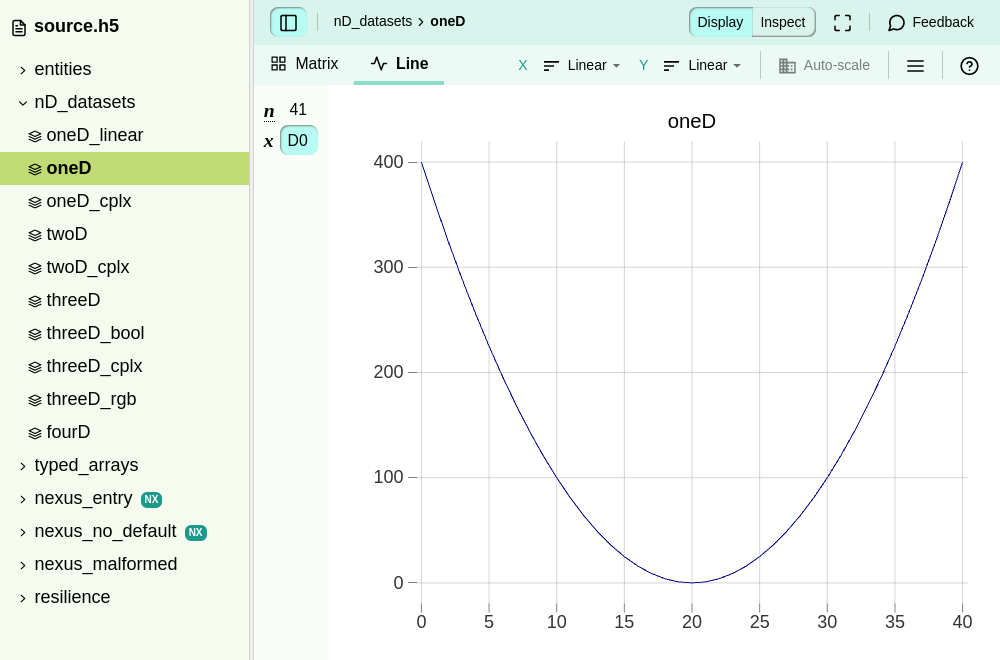 source.h5
entities
nD_datasets
oneD_linear
oneD
oneD_cplx
twoD
twoD_cplx
threeD
threeD_bool
threeD_cplx
threeD_rgb
fourD
typed_arrays
nexus_entry NX
nexus_no_default NX
nexus_malformed
resilience
nD_datasets oneD
Display Inspect
Feedback
Matrix Line
X Linear Y Linear
Auto-scale
n 41
x D0
oneD
400
300
200
100
0
0 5 10 15 20 25 30 35 40